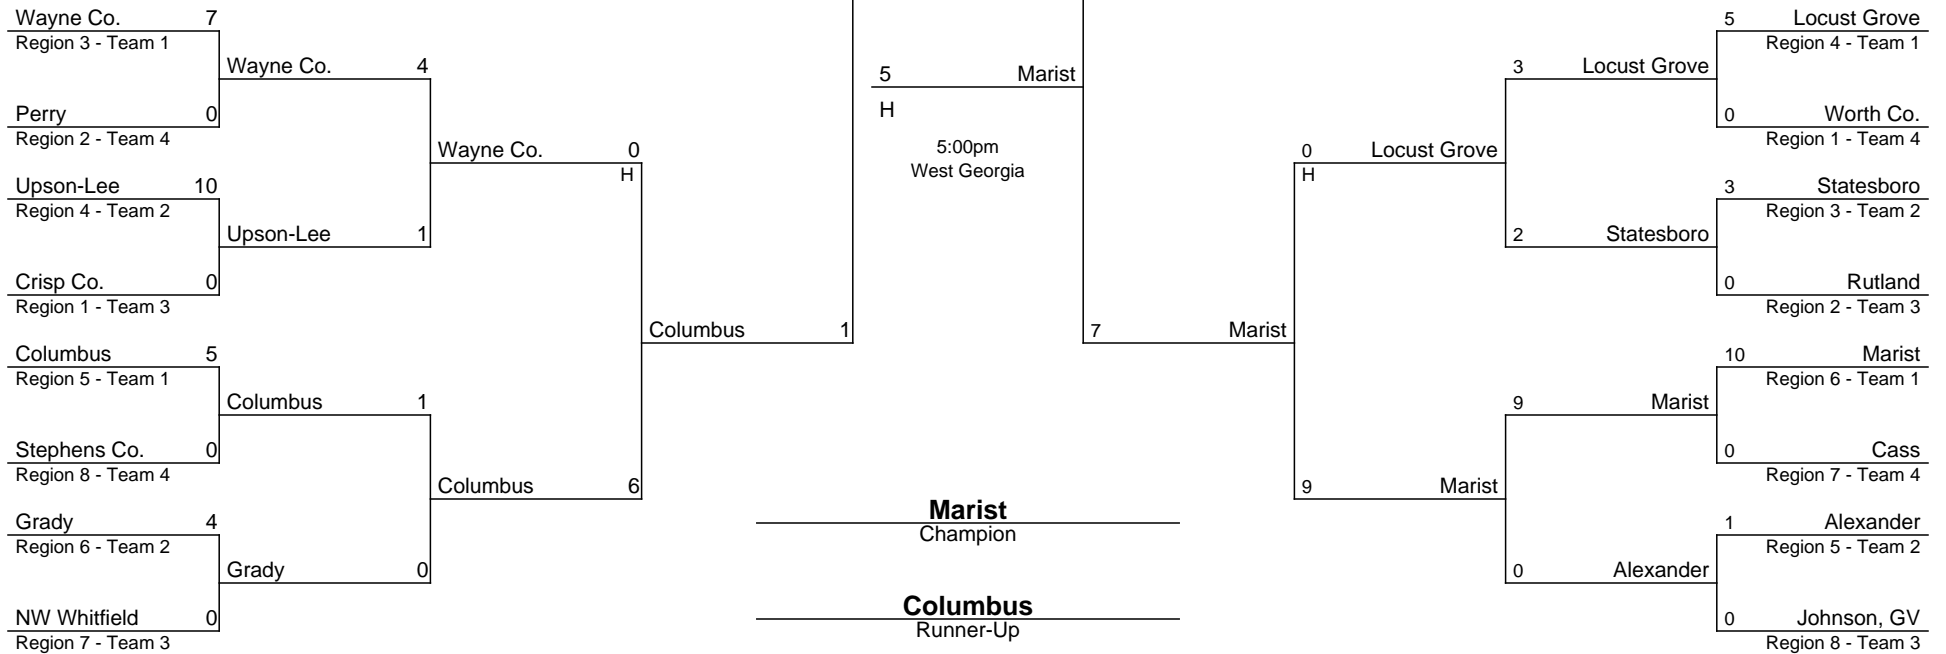 Wayne Co. 7
Region 3 - Team 1
Wayne Co. 4
Perry 0
Region 2 - Team 4
Wayne Co. 0
H
Upson-Lee 10
Region 4 - Team 2
Upson-Lee 1
Crisp Co. 0
Region 1 - Team 3
Columbus 1
Columbus 5
Region 5 - Team 1
Columbus 1
Stephens Co. 0
Region 8 - Team 4
Columbus 6
Grady 4
Region 6 - Team 2
Grady 0
NW Whitfield 0
Region 7 - Team 3
5 Marist
H
5:00pm
West Georgia
Marist
Champion
Columbus
Runner-Up
5 Locust Grove
Region 4 - Team 1
3 Locust Grove
0 Worth Co.
Region 1 - Team 4
0 Locust Grove
H
3 Statesboro
Region 3 - Team 2
2 Statesboro
0 Rutland
Region 2 - Team 3
7 Marist
10 Marist
Region 6 - Team 1
9 Marist
0 Cass
Region 7 - Team 4
9 Marist
1 Alexander
Region 5 - Team 2
0 Alexander
0 Johnson, GV
Region 8 - Team 3